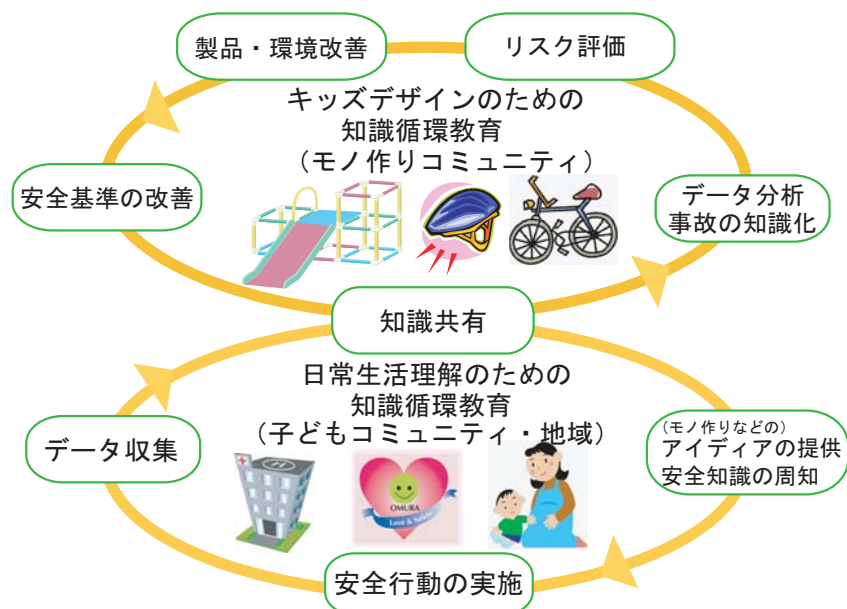 製品・環境改善
リスク評価
キッズデザインのための
知識循環教育
(モノ作りコミュニティ)
安全基準の改善
データ分析
事故の知識化
知識共有
日常生活理解のための
知識循環教育
(子どもコミュニティ・地域)
データ収集
(モノ作りなどの)
アイディアの提供
安全知識の周知
H
OMURA
Love & Safety
安全行動の実施